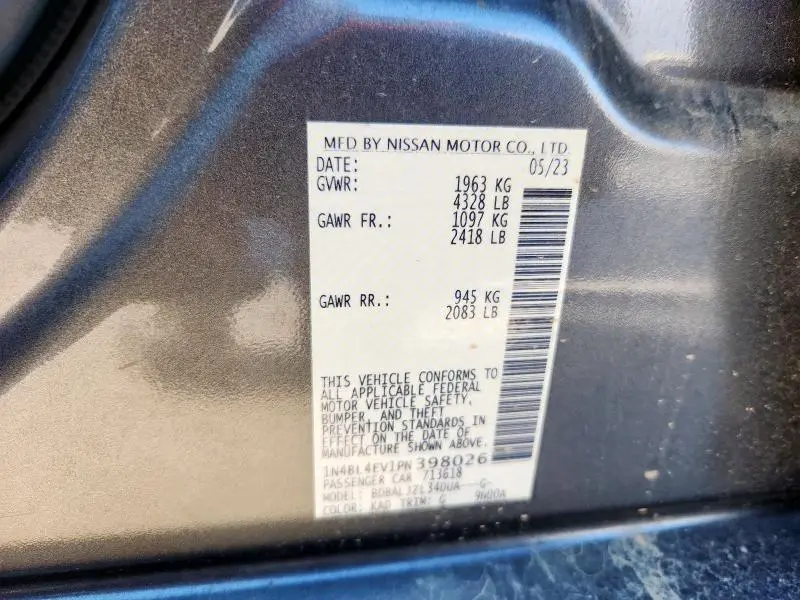 MFD BY NISSAN MOTOR CO., LTD.
DATE: 05/23
GVWR: 1963 KG
4328 LB
GAWR FR.: 1097 KG
2418 LB
GAWR RR.: 945 KG
2083 LB
THIS VEHICLE CONFORMS TO
ALL APPLICABLE FEDERAL
MOTOR VEHICLE SAFETY,
BUMPER, AND THEFT
PREVENTION STANDARDS IN
EFFECT ON THE DATE OF
MANUFACTURE SHOWN ABOVE.
1N4BL4EV1PN398026
PASSENGER CAR /13618
MODEL: BDBALJZL34UUA---G-
COLOR: KAD TRIM: G 9600A